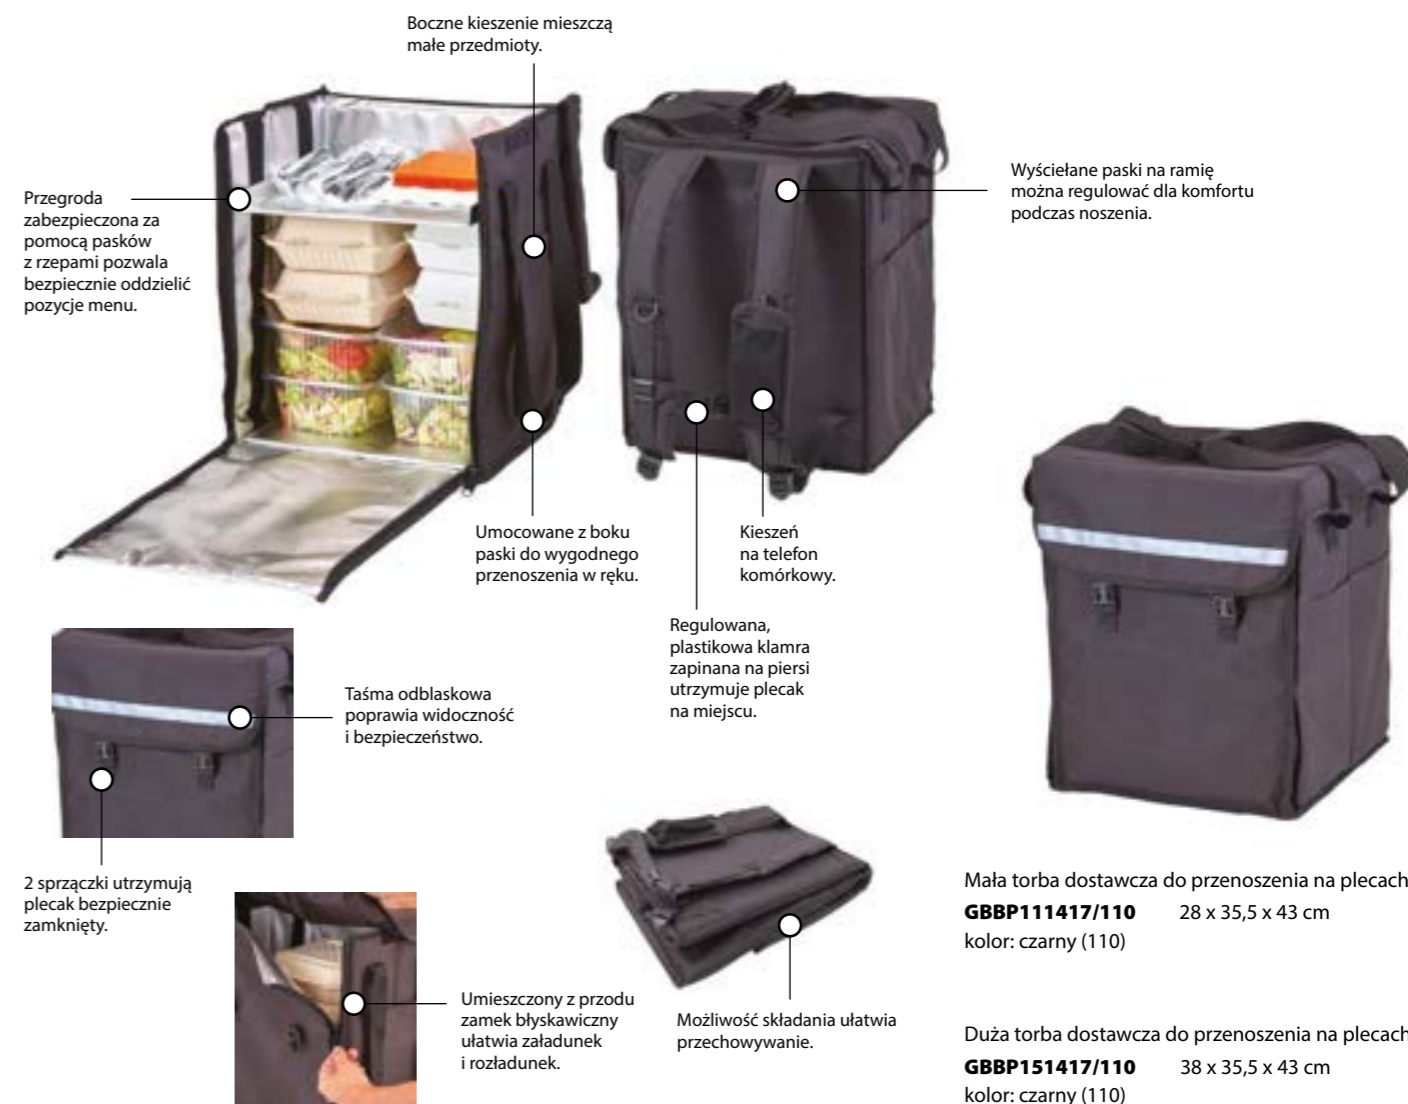 Boczne kieszenie mieszczą
małe przedmioty.
Przegroda
zabezpieczona za
pomocą pasków
z rzepami pozwala
bezpiecznie oddzielić
pozycje menu.
Wyściełane paski na ramię
można regulować dla komfortu
podczas noszenia.
Umocowane z boku
paski do wygodnego
przenoszenia w ręku.
Kieszeń
na telefon
komórkowy.
Regulowana,
plastikowa klamra
zapinana na piersi
utrzymuje plecak
na miejscu.
Taśma odblaskowa
poprawia widoczność
i bezpieczeństwo.
2 sprzączki utrzymują
plecak bezpiecznie
zamknięty.
Umieszczony z przodu
zamek błyskawiczny
ułatwia załadunek
i rozładunek.
Możliwość składania ułatwia
przechowywanie.
Mała torba dostawcza do przenoszenia na plecach
GBBP111417/110 28 x 35,5 x 43 cm
kolor: czarny (110)
Duża torba dostawcza do przenoszenia na plecach
GBBP151417/110 38 x 35,5 x 43 cm
kolor: czarny (110)